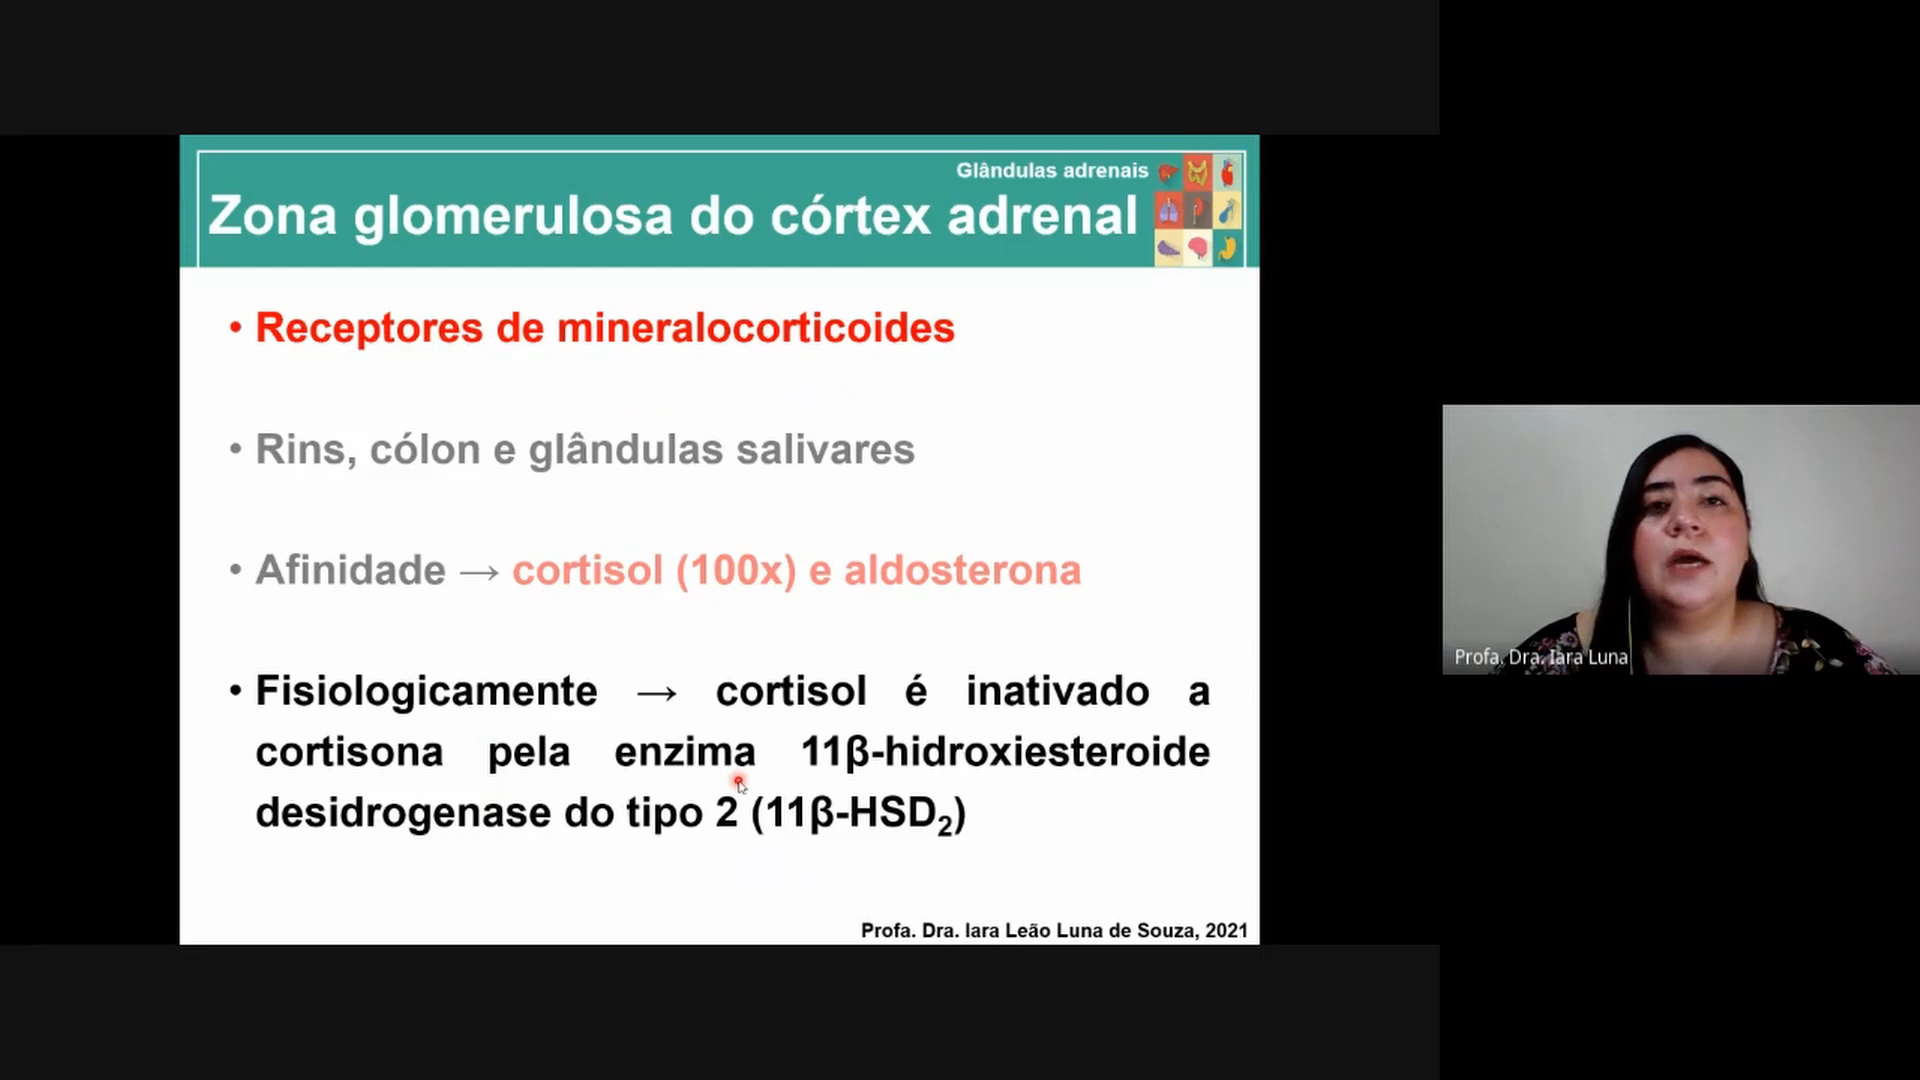 Glândulas adrenais
Zona glomerulosa do córtex adrenal
• Receptores de mineralocorticoides
• Rins, cólon e glândulas salivares
• Afinidade → cortisol (100x) e aldosterona
• Fisiologicamente → cortisol é inativado a
cortisona pela enzima 11β-hidroxiesteroide
desidrogenase do tipo 2 (11β-HSD₂)
Profa. Dra. Iara Leão Luna de Souza, 2021
Profa. Dra. Iara Luna